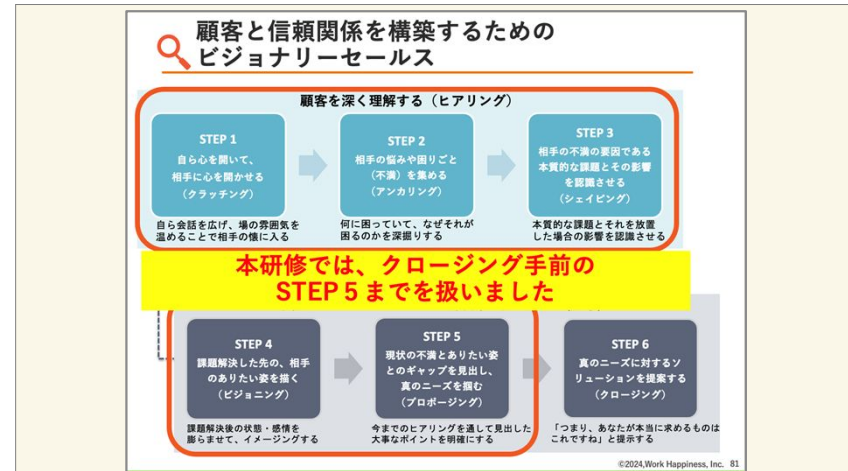 顧客と信頼関係を構築するための
ビジョナリーセールス
顧客を深く理解する（ヒアリング）
STEP 1
自ら心を開いて、
相手に心を開かせる
（クラッチング）
自ら会話を広げ、場の雰囲気を
温めることで相手の懐に入る
STEP 2
相手の悩みや困りごと
（不満）を集める
（アンカリング）
何に困っていて、なぜそれが
困るのかを深掘りする
STEP 3
相手の不満の要因である
本質的な課題とその影響
を認識させる
（シェイピング）
本質的な課題とそれを放置
した場合の影響を認識させる
本研修では、クロージング手前の
STEP５までを扱いました
STEP 4
課題解決した先の、相手
のありたい姿を描く
（ビジョニング）
課題解決後の状態・感情を
膨らませて、イメージングする
STEP 5
現状の不満とありたい姿
とのギャップを見出し、
真のニーズを掴む
（プロポージング）
今までのヒアリングを通して見出した
大事なポイントを明確にする
STEP 6
真のニーズに対するソ
リューションを提案する
（クロージング）
「つまり、あなたが本当に求めるものは
これですね」と提示する
©2024,Work Happiness, Inc. 81